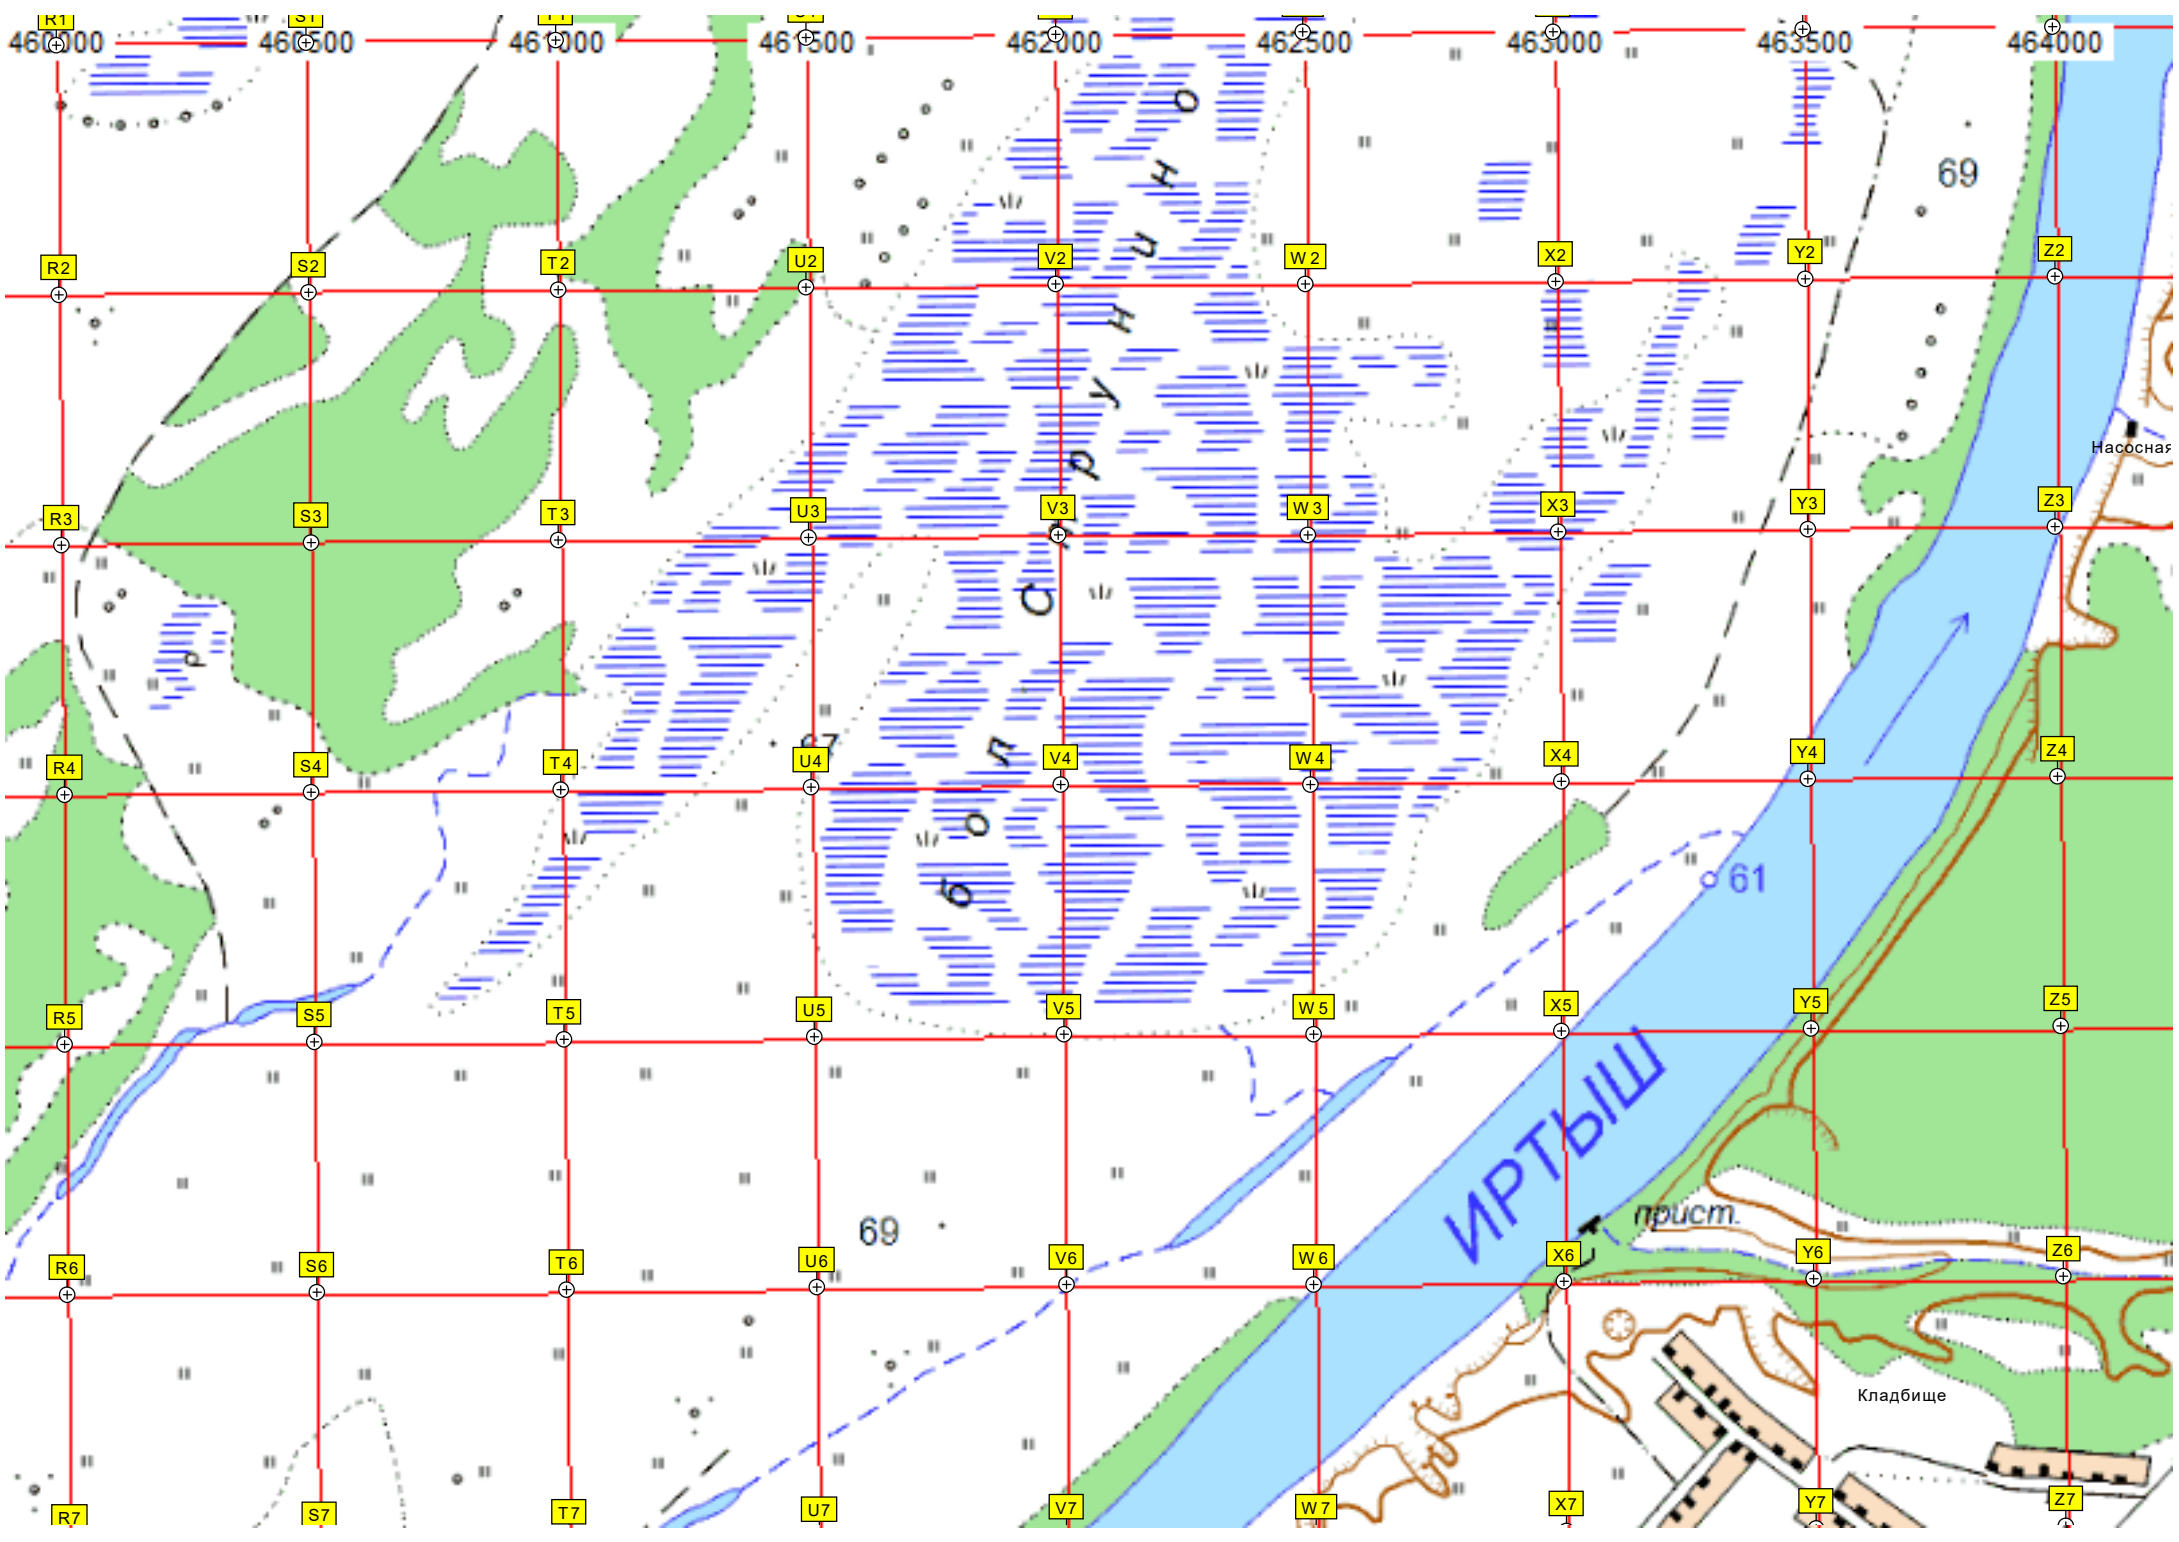 R1 S1 T1
460000 460500 461000 461500 462000 462500 463000 463500 464000
69
R2 S2 T2 U2 V2 W2 X2 Y2 Z2
Насосная
R3 S3 T3 U3 V3 W3 X3 Y3 Z3
р
67
R4 S4 T4 U4 V4 W4 X4 Y4 Z4
бол Струнино
61
R5 S5 T5 U5 V5 W5 X5 Y5 Z5
ИРТЫШ
прист.
69
R6 S6 T6 U6 V6 W6 X6 Y6 Z6
Кладбище
R7 S7 T7 U7 V7 W7 X7 Y7 Z7